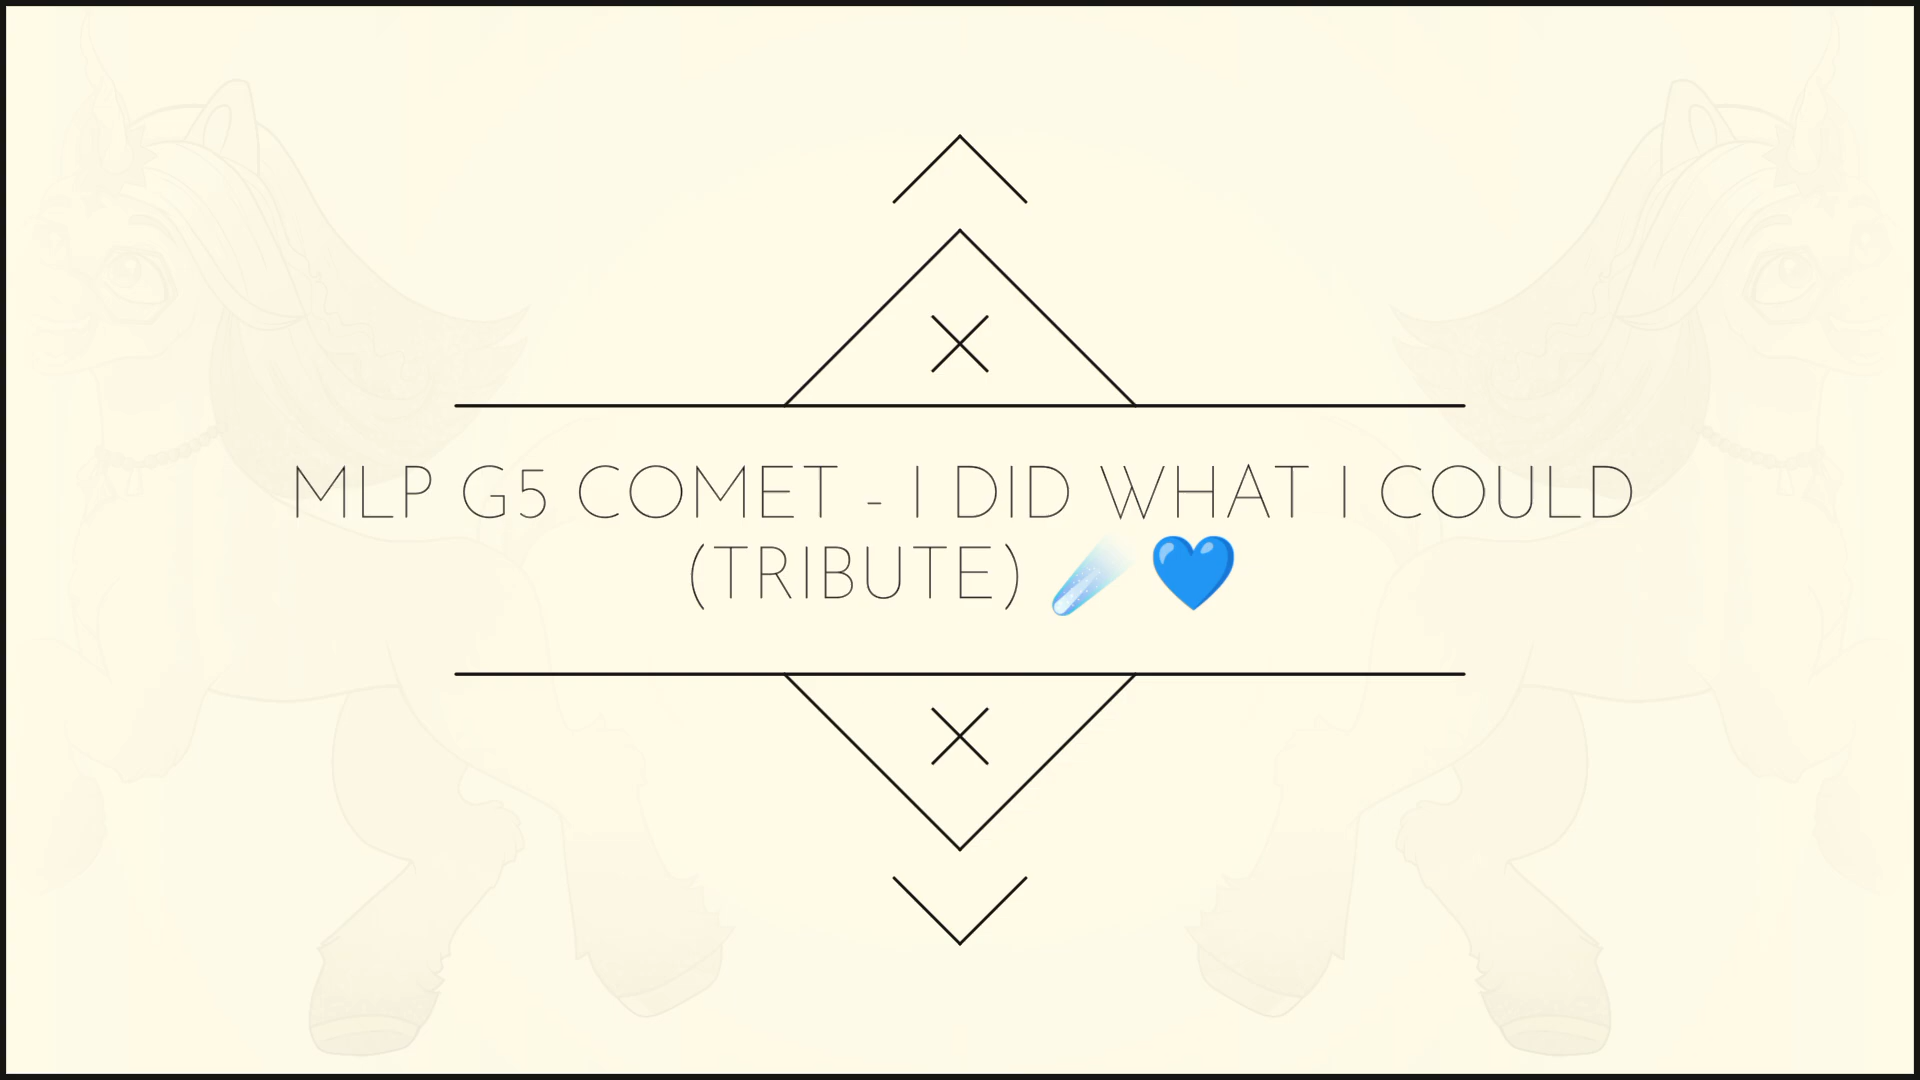 MLP G5 COMET - I DID WHAT I COULD
(TRIBUTE) ☄️💙